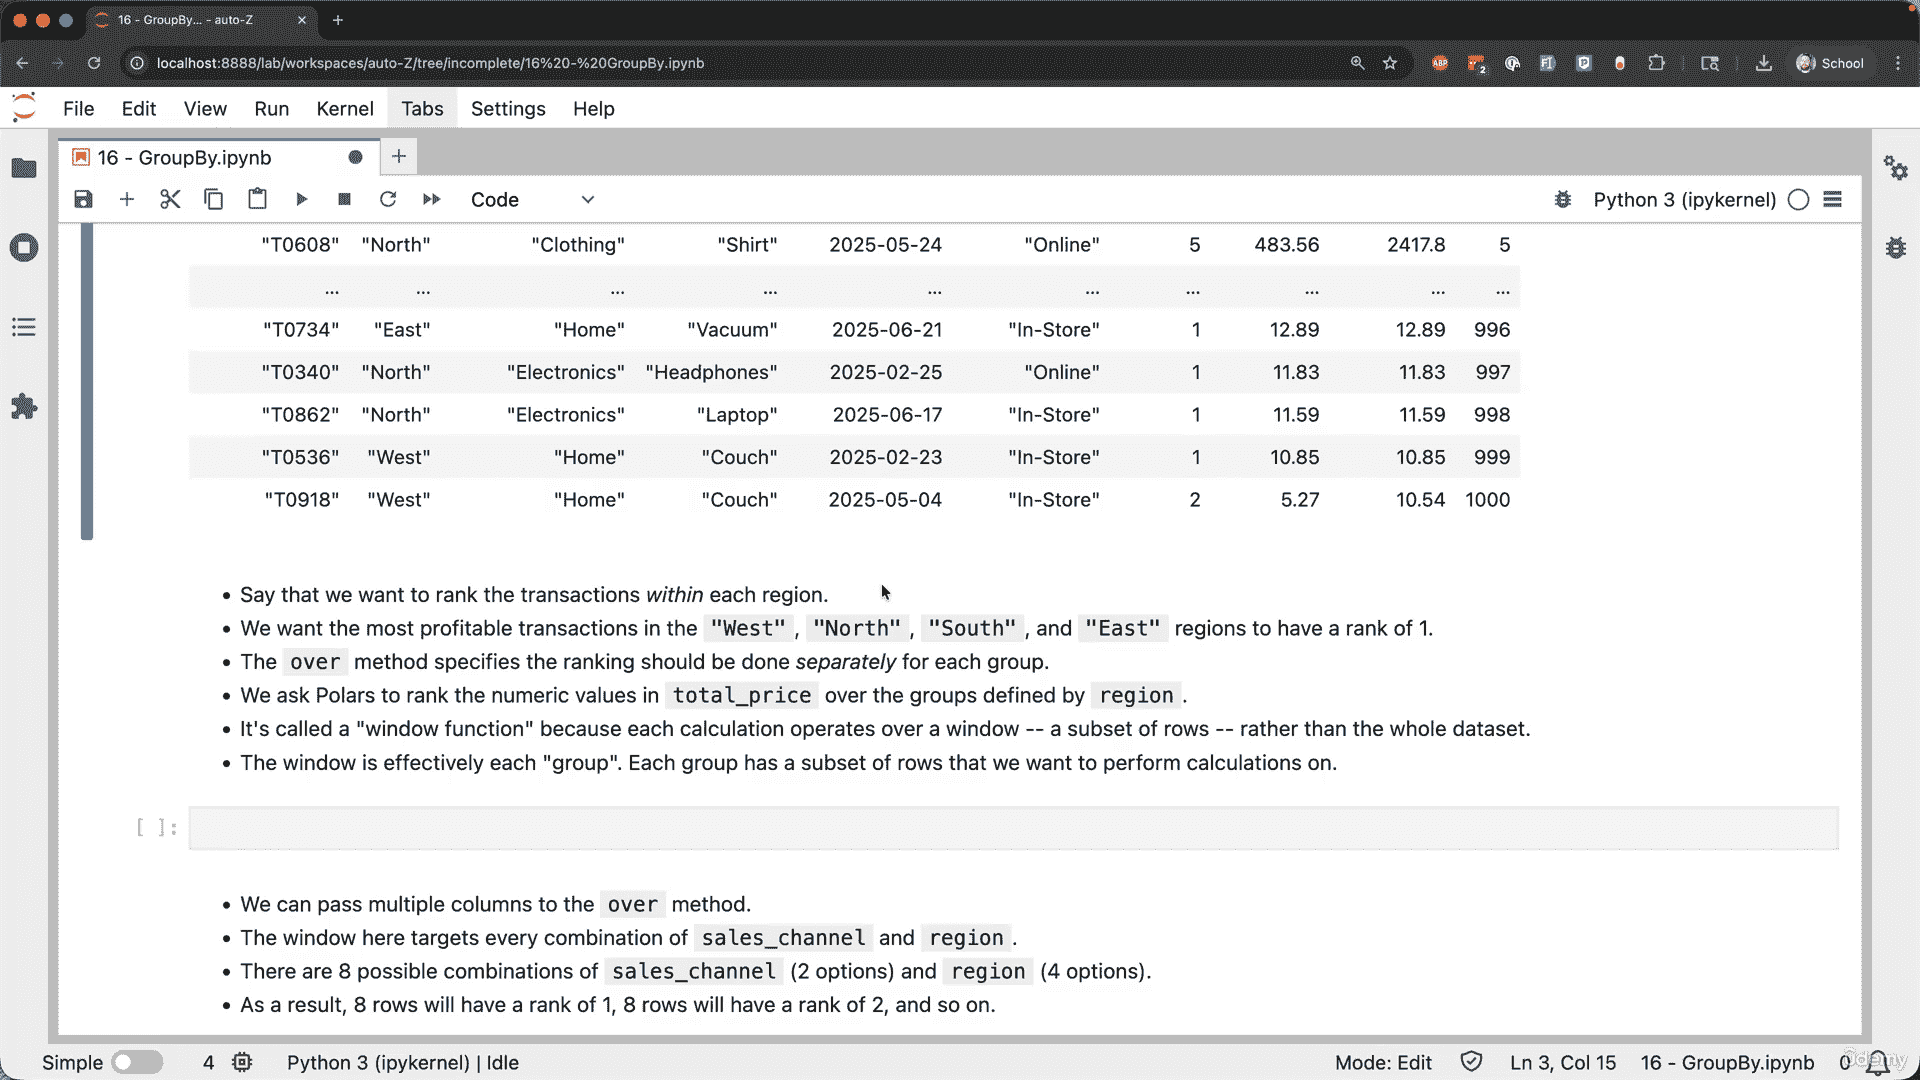 16 - GroupBy... - auto-Z
localhost:8888/lab/workspaces/auto-Z/tree/incomplete/16%20-%20GroupBy.ipynb
ABP
2
School
File Edit View Run Kernel Tabs Settings Help
16 - GroupBy.ipynb
Code
Python 3 (ipykernel)
"T0608" "North" "Clothing" "Shirt" 2025-05-24 "Online" 5 483.56 2417.8 5
… … … … … … … … … …
"T0734" "East" "Home" "Vacuum" 2025-06-21 "In-Store" 1 12.89 12.89 996
"T0340" "North" "Electronics" "Headphones" 2025-02-25 "Online" 1 11.83 11.83 997
"T0862" "North" "Electronics" "Laptop" 2025-06-17 "In-Store" 1 11.59 11.59 998
"T0536" "West" "Home" "Couch" 2025-02-23 "In-Store" 1 10.85 10.85 999
"T0918" "West" "Home" "Couch" 2025-05-04 "In-Store" 2 5.27 10.54 1000
• Say that we want to rank the transactions within each region.
• We want the most profitable transactions in the "West", "North", "South", and "East" regions to have a rank of 1.
• The over method specifies the ranking should be done separately for each group.
• We ask Polars to rank the numeric values in total_price over the groups defined by region.
• It's called a "window function" because each calculation operates over a window -- a subset of rows -- rather than the whole dataset.
• The window is effectively each "group". Each group has a subset of rows that we want to perform calculations on.
[ ]:
• We can pass multiple columns to the over method.
• The window here targets every combination of sales_channel and region.
• There are 8 possible combinations of sales_channel (2 options) and region (4 options).
• As a result, 8 rows will have a rank of 1, 8 rows will have a rank of 2, and so on.
Simple 4 Python 3 (ipykernel) | Idle Mode: Edit Ln 3, Col 15 16 - GroupBy.ipynb 0
udemy